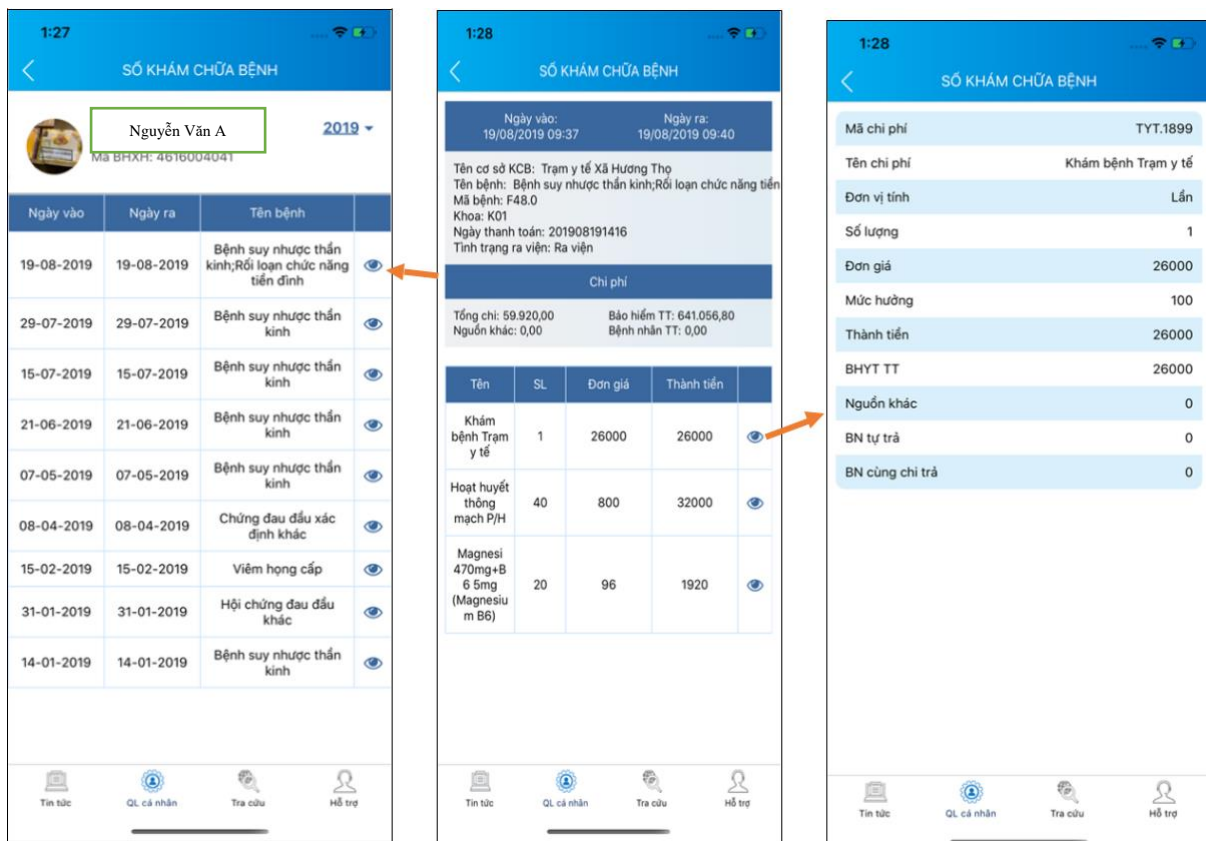 1:27
SỔ KHÁM CHỮA BỆNH
Nguyễn Văn A
2019
Mã BHXH: 4616004041
Ngày vào Ngày ra Tên bệnh
19-08-2019 19-08-2019 Bệnh suy nhược thần
kinh;Rối loạn chức năng
tiền đình
29-07-2019 29-07-2019 Bệnh suy nhược thần
kinh
15-07-2019 15-07-2019 Bệnh suy nhược thần
kinh
21-06-2019 21-06-2019 Bệnh suy nhược thần
kinh
07-05-2019 07-05-2019 Bệnh suy nhược thần
kinh
08-04-2019 08-04-2019 Chứng đau đầu xác
định khác
15-02-2019 15-02-2019 Viêm họng cấp
31-01-2019 31-01-2019 Hội chứng đau đầu
khác
14-01-2019 14-01-2019 Bệnh suy nhược thần
kinh
Tin tức QL cá nhân Tra cứu Hỗ trợ
1:28
SỔ KHÁM CHỮA BỆNH
Ngày vào: Ngày ra:
19/08/2019 09:37 19/08/2019 09:40
Tên cơ sở KCB: Trạm y tế Xã Hương Thọ
Tên bệnh: Bệnh suy nhược thần kinh;Rối loạn chức năng tiền
Mã bệnh: F48.0
Khoa: K01
Ngày thanh toán: 201908191416
Tình trạng ra viện: Ra viện
Chi phí
Tổng chi: 59.920,00 Bảo hiểm TT: 641.056,80
Nguồn khác: 0,00 Bệnh nhân TT: 0,00
Tên SL Đơn giá Thành tiền
Khám
bệnh Trạm
y tế 1 26000 26000
Hoạt huyết
thông
mạch P/H 40 800 32000
Magnesi
470mg+B
6 5mg
(Magnesiu
m B6) 20 96 1920
Tin tức QL cá nhân Tra cứu Hỗ trợ
1:28
SỔ KHÁM CHỮA BỆNH
Mã chi phí TYT.1899
Tên chi phí Khám bệnh Trạm y tế
Đơn vị tính Lần
Số lượng 1
Đơn giá 26000
Mức hưởng 100
Thành tiền 26000
BHYT TT 26000
Nguồn khác 0
BN tự trả 0
BN cùng chi trả 0
Tin tức QL cá nhân Tra cứu Hỗ trợ